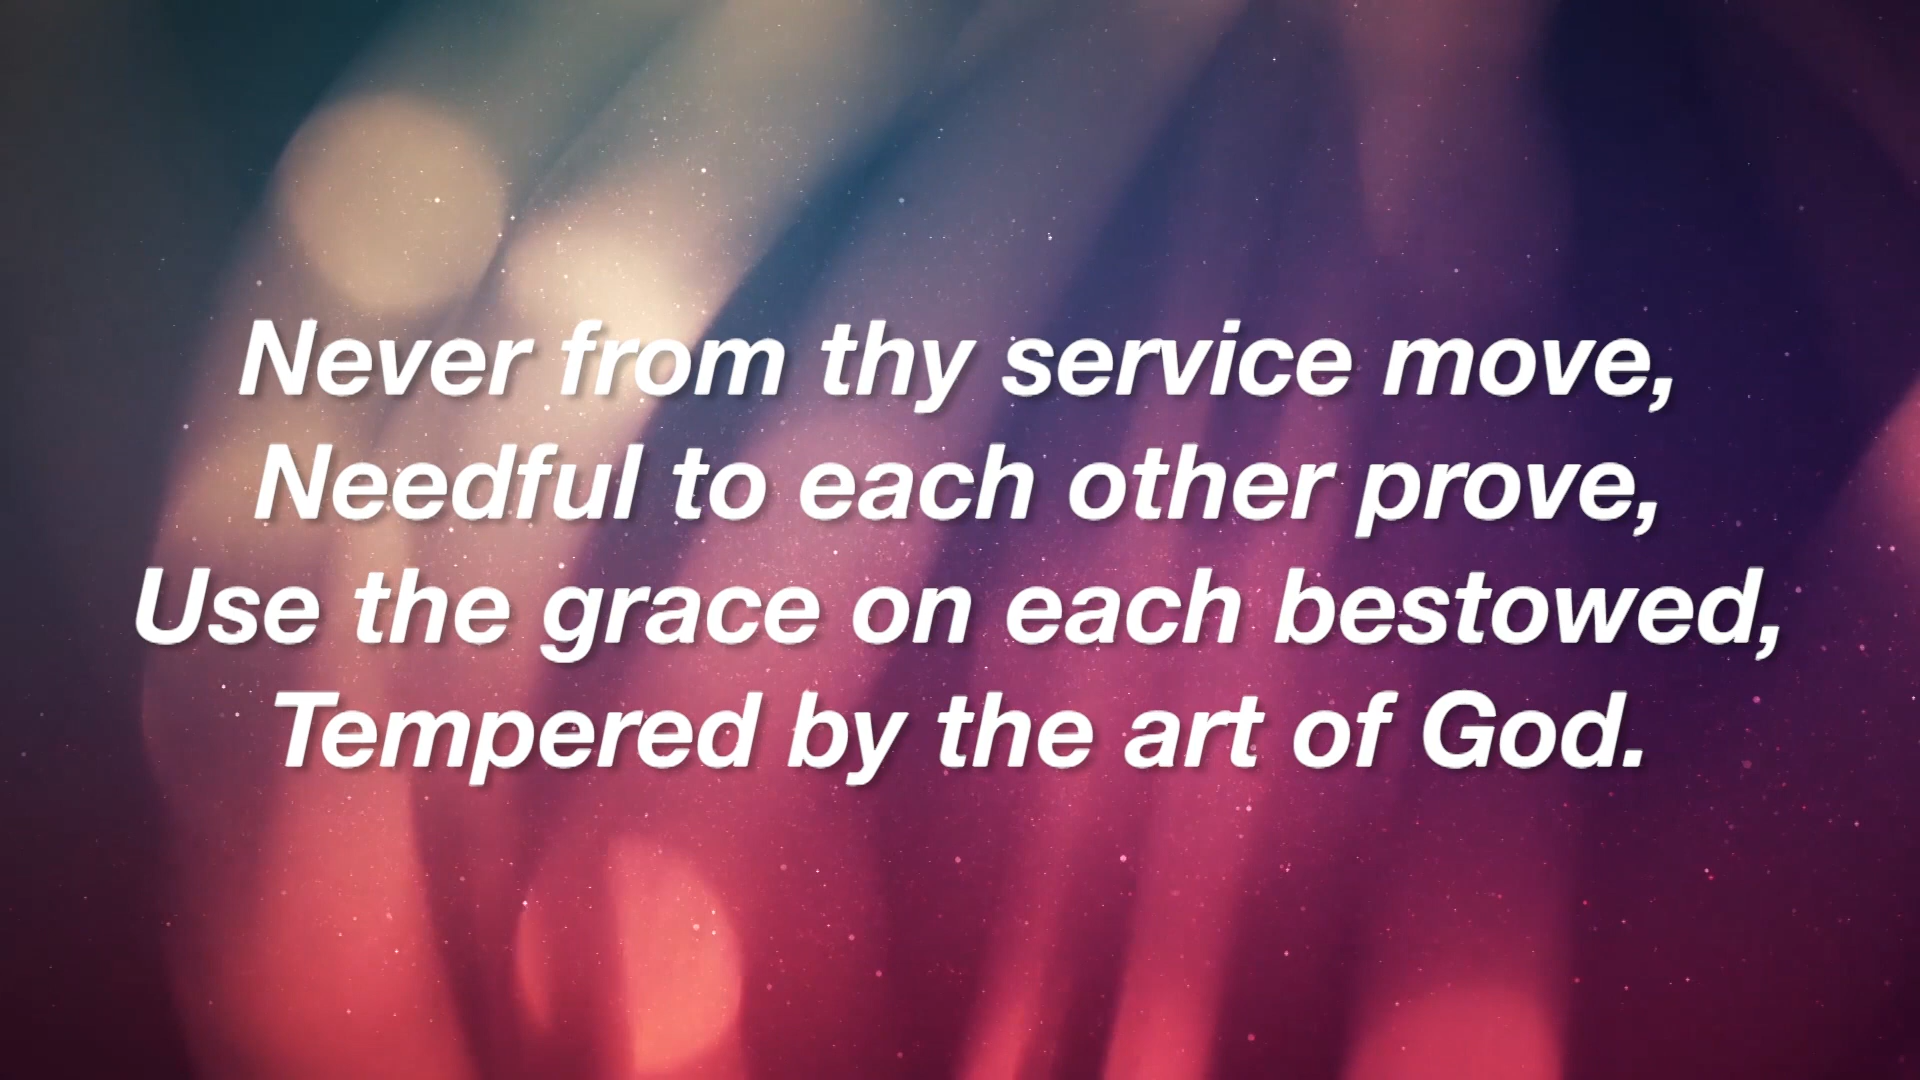 Never from thy service move,
Needful to each other prove,
Use the grace on each bestowed,
Tempered by the art of God.